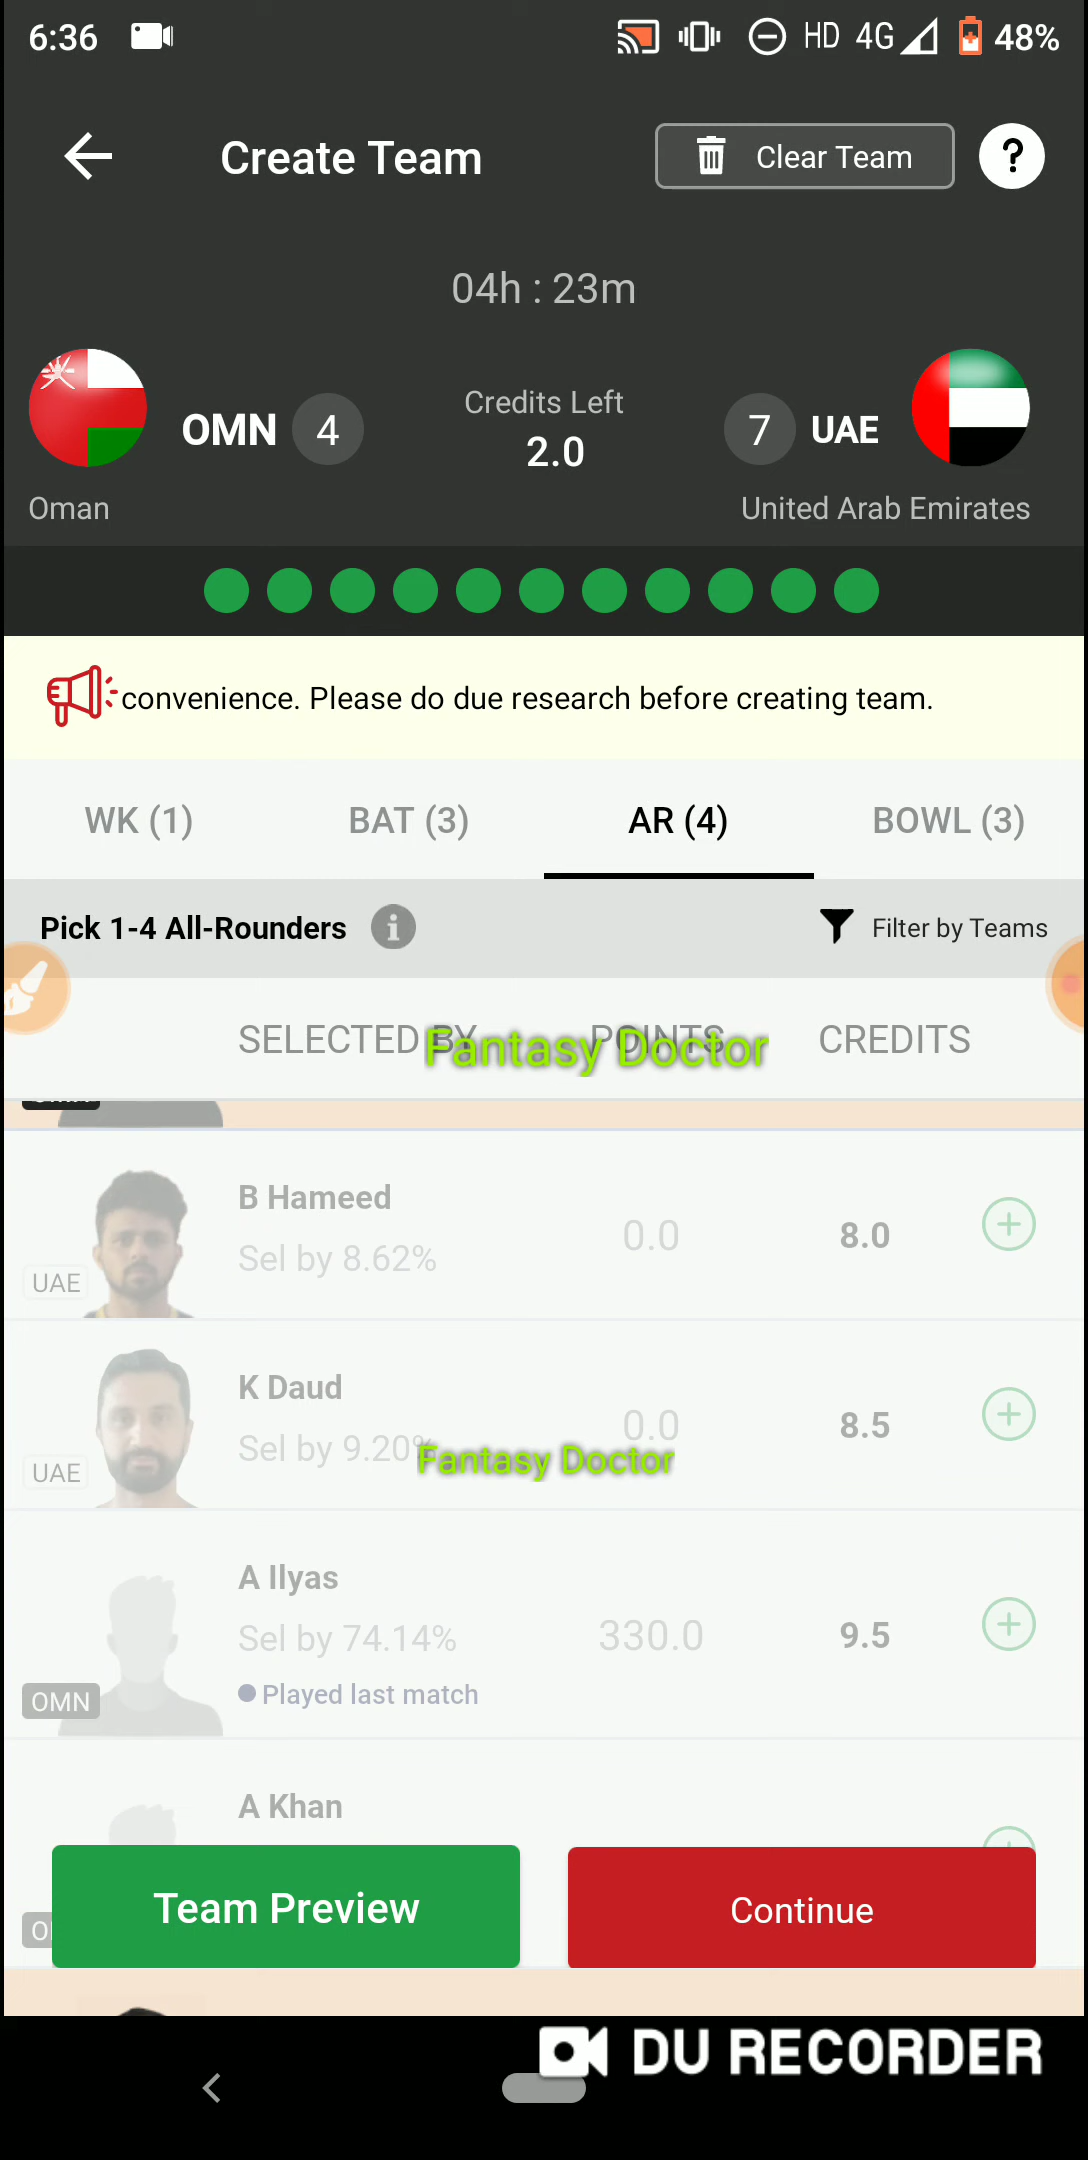 6:36 HD 4G 48%
Create Team Clear Team ?
04h : 23m
OMN 4 Credits Left 2.0 7 UAE
Oman United Arab Emirates
convenience. Please do due research before creating team.
WK (1) BAT (3) AR (4) BOWL (3)
Pick 1-4 All-Rounders i Filter by Teams
SELECTED BY POINTS CREDITS
Fantasy Doctor
B Hameed
Sel by 8.62% 0.0 8.0
UAE
K Daud
Sel by 9.20% 0.0 8.5
Fantasy Doctor
UAE
A Ilyas
Sel by 74.14% 330.0 9.5
OMN Played last match
A Khan
Team Preview Continue
DU RECORDER